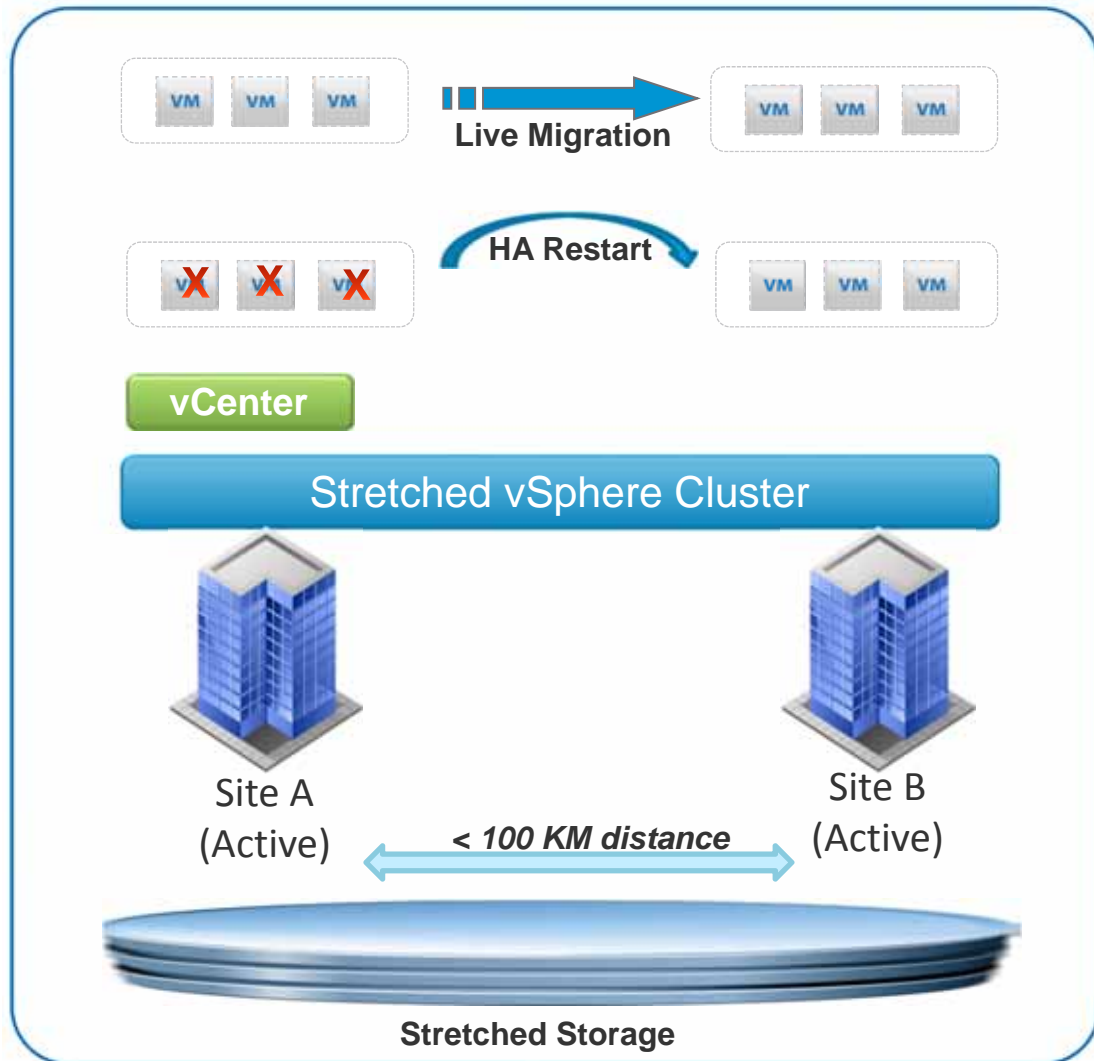 VM VM VM
VM VM VM
Live Migration
HA Restart
VM VM VM
X X X
VM VM VM
vCenter
Stretched vSphere Cluster
Site A
(Active)
Site B
(Active)
< 100 KM distance
Stretched Storage